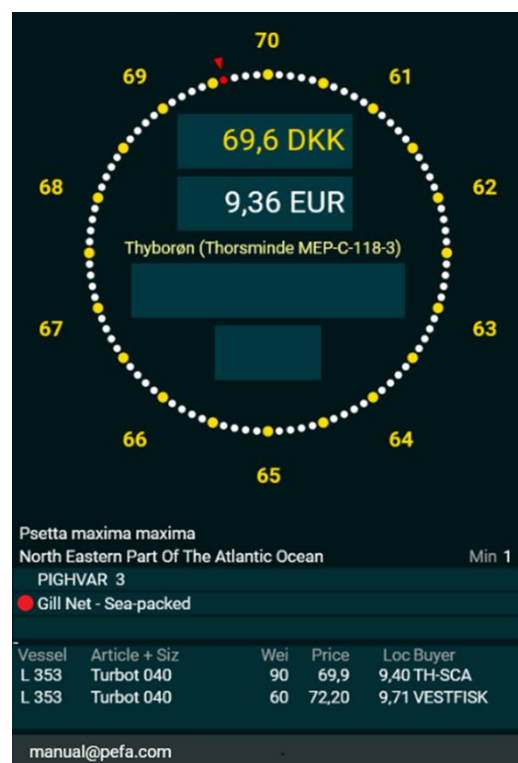 70
69
61
69,6 DKK
9,36 EUR
68
62
Thyborøn (Thorsminde MEP-C-118-3)
67
63
66
64
65
Psetta maxima maxima
North Eastern Part Of The Atlantic Ocean Min 1
PIGHVAR 3
Gill Net - Sea-packed
Vessel Article + Siz Wei Price Loc Buyer
L 353 Turbot 040 90 69,9 9,40 TH-SCA
L 353 Turbot 040 60 72,20 9,71 VESTFISK
manual@pefa.com